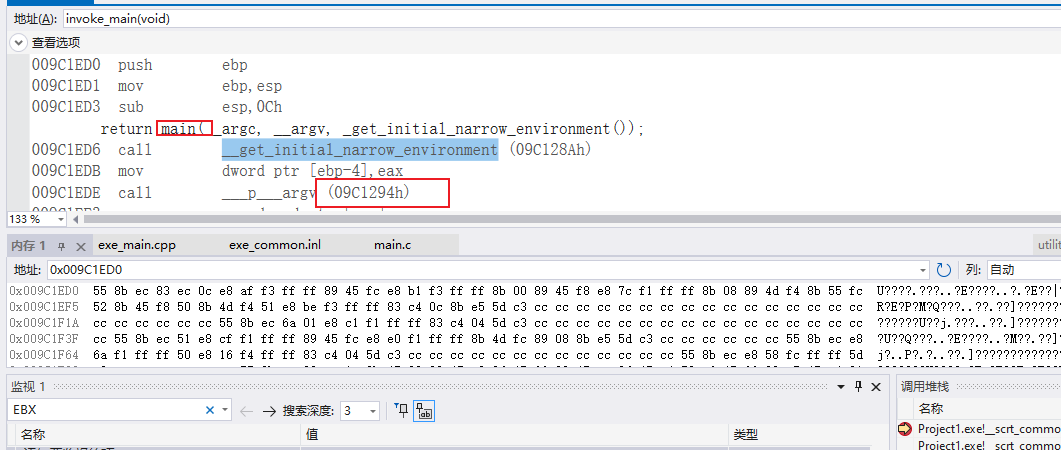 地址(A): invoke_main(void)
查看选项
009C1ED0 push ebp
009C1ED1 mov ebp,esp
009C1ED3 sub esp,0Ch
return main(__argc, __argv, _get_initial_narrow_environment());
009C1ED6 call __get_initial_narrow_environment (09C128Ah)
009C1EDB mov dword ptr [ebp-4],eax
009C1EDE call ___p___argv (09C1294h)
133 %
内存 1 exe_main.cpp exe_common.inl main.c utilit
地址: 0x009C1ED0 列: 自动
0x009C1ED0 55 8b ec 83 ec 0c e8 af f3 ff ff 89 45 fc e8 b1 f3 ff ff 8b 00 89 45 f8 e8 7c f1 ff ff 8b 08 89 4d f4 8b 55 fc
0x009C1EF5 52 8b 45 f8 50 8b 4d f4 51 e8 be f3 ff ff 83 c4 0c 8b e5 5d c3 cc cc cc cc cc cc cc cc cc cc cc cc cc cc cc cc
0x009C1F1A cc cc cc cc cc cc 55 8b ec 6a 01 e8 c1 f1 ff ff 83 c4 04 5d c3 cc cc cc cc cc cc cc cc cc cc cc cc cc cc cc cc
0x009C1F3F cc 55 8b ec 51 e8 cf f1 ff ff 89 45 fc e8 e0 f1 ff ff 8b 4d fc 89 08 8b e5 5d c3 cc cc cc cc cc 55 8b ec e8
0x009C1F64 6a f1 ff ff 50 e8 16 f4 ff ff 83 c4 04 5d c3 cc cc cc cc cc cc cc cc cc cc cc cc 55 8b ec e8 58 fc ff ff 5d
监视 1 调用堆栈
EBX 搜索深度: 3
名称 值 类型 名称
Project1.exe!__scrt_commo
Project1.exe!__scrt_commo